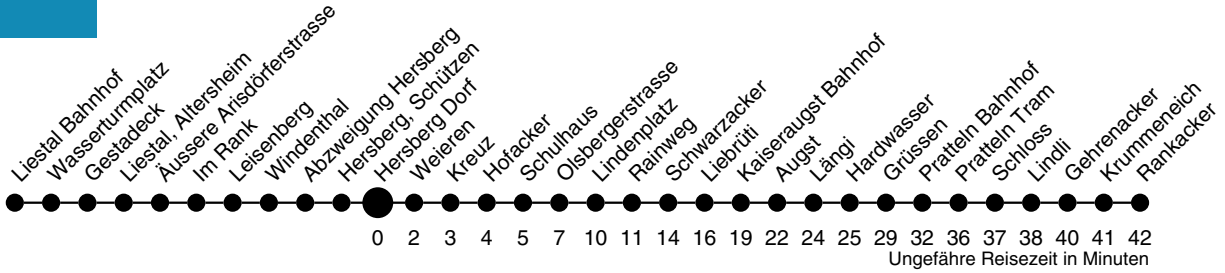 Liestal Bahnhof
Wasserturmplatz
Gestadeck
Liestal, Altersheim
Äussere Arisdörferstrasse
Im Rank
Leisenberg
Windenthal
Abzweigung Hersberg
Hersberg, Schützen
Hersberg Dorf
Weieren
Kreuz
Hofacker
Schulhaus
Olsbergerstrasse
Lindenplatz
Rainweg
Schwarzacker
Liebrüti
Kaiseraugst Bahnhof
Augst
Längi
Hardwasser
Grüssen
Pratteln Bahnhof
Pratteln Tram
Schloss
Lindli
Gehrenacker
Krummeneich
Rankacker
0 2 3 4 5 7 10 11 14 16 19 22 24 25 29 32 36 37 38 40 41 42
Ungefähre Reisezeit in Minuten